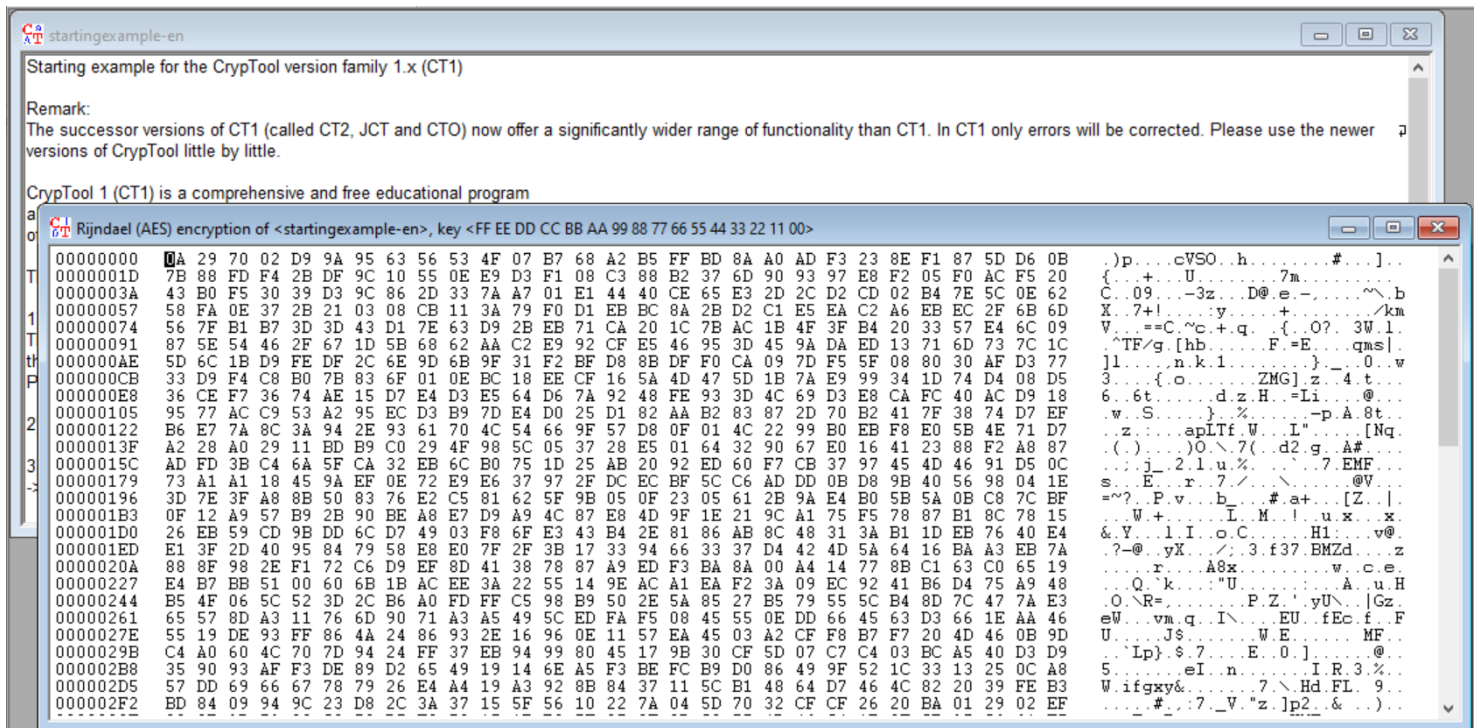 startingexample-en
Starting example for the CrypTool version family 1.x (CT1)
Remark:
The successor versions of CT1 (called CT2, JCT and CTO) now offer a significantly wider range of functionality than CT1. In CT1 only errors will be corrected. Please use the newer
versions of CrypTool little by little.
CrypTool 1 (CT1) is a comprehensive and free educational program
Rijndael (AES) encryption of <startingexample-en>, key <FF EE DD CC BB AA 99 88 77 66 55 44 33 22 11 00>
00000000 0A 29 70 02 D9 9A 95 63 56 53 4F 07 B7 68 A2 B5 FF BD 8A A0 AD F3 23 8E F1 87 5D D6 0B
0000001D 7B 88 FD F4 2B DF 9C 10 55 0E E9 D3 F1 08 C3 88 B2 37 6D 90 93 97 E8 F2 05 F0 AC F5 20
0000003A 43 B0 F5 30 39 D3 9C 86 2D 33 7A A7 01 E1 44 40 CE 65 E3 2D 2C D2 CD 02 B4 7E 5C 0E 62
00000057 58 FA 0E 37 2B 21 03 08 CB 11 3A 79 F0 D1 EB BC 8A 2B D2 C1 E5 EA C2 A6 EB EC 2F 6B 6D
00000074 56 7F B1 B7 3D 3D 43 D1 7E 63 D9 2B EB 71 CA 20 1C 7B AC 1B 4F 3F B4 20 33 57 E4 6C 09
00000091 87 5E 54 46 2F 67 1D 5B 68 62 AA C2 E9 92 CF E5 46 95 3D 45 9A DA ED 13 71 6D 73 7C 1C
000000AE 5D 6C 1B D9 FE DF 2C 6E 9D 6B 9F 31 F2 BF D8 8B DF F0 CA 09 7D F5 5F 08 80 30 AF D3 77
000000CB 33 D9 F4 C8 B0 7B 83 6F 01 0E BC 18 EE CF 16 5A 4D 47 5D 1B 7A E9 99 34 1D 74 D4 08 D5
000000E8 36 CE F7 36 74 AE 15 D7 E4 D3 E5 64 D6 7A 92 48 FE 93 3D 4C 69 D3 E8 CA FC 40 AC D9 18
00000105 95 77 AC C9 53 A2 95 EC D3 B9 7D E4 D0 25 D1 82 AA B2 83 87 2D 70 B2 41 7F 38 74 D7 EF
00000122 B6 E7 7A 8C 3A 94 2E 93 61 70 4C 54 66 9F 57 D8 0F 01 4C 22 99 B0 EB F8 E0 5B 4E 71 D7
0000013F A2 28 A0 29 11 BD B9 C0 29 4F 98 5C 05 37 28 E5 01 64 32 90 67 E0 16 41 23 88 F2 A8 87
0000015C AD FD 3B C4 6A 5F CA 32 EB 6C B0 75 1D 25 AB 20 92 ED 60 F7 CB 37 97 45 4D 46 91 D5 0C
00000179 73 A1 A1 18 45 9A EF 0E 72 E9 E6 37 97 2F DC EC BF 5C C6 AD DD 0B D8 9B 40 56 98 04 1E
00000196 3D 7E 3F A8 8B 50 83 76 E2 C5 81 62 5F 9B 05 0F 23 05 61 2B 9A E4 B0 5B 5A 0B C8 7C BF
000001B3 0F 12 A9 57 B9 2B 90 BE A8 E7 D9 A9 4C 87 E8 4D 9F 1E 21 9C A1 75 F5 78 87 B1 8C 78 15
000001D0 26 EB 59 CD 9B DD 6C D7 49 03 F8 6F E3 43 B4 2E 81 86 AB 8C 48 31 3A B1 1D EB 76 40 E4
000001ED E1 3F 2D 40 95 84 79 58 E8 E0 7F 2F 3B 17 33 94 66 33 37 D4 42 4D 5A 64 16 BA A3 EB 7A
0000020A 88 8F 98 2E F1 72 C6 D9 EF 8D 41 38 78 87 A9 ED F3 BA 8A 00 A4 14 77 8B C1 63 C0 65 19
00000227 E4 B7 BB 51 00 60 6B 1B AC EE 3A 22 55 14 9E AC A1 EA F2 3A 09 EC 92 41 B6 D4 75 A9 48
00000244 B5 4F 06 5C 52 3D 2C B6 A0 FD FF C5 98 B9 50 2E 5A 85 27 B5 79 55 5C B4 8D 7C 47 7A E3
00000261 65 57 8D A3 11 76 6D 90 71 A3 A5 49 5C ED FA F5 08 45 55 0E DD 66 45 63 D3 66 1E AA 46
0000027E 55 19 DE 93 FF 86 4A 24 86 93 2E 16 96 0E 11 57 EA 45 03 A2 CF F8 B7 F7 20 4D 46 0B 9D
0000029B C4 A0 60 4C 70 7D 94 24 FF 37 EB 94 99 80 45 17 9B 30 CF 5D 07 C7 C4 03 BC A5 40 D3 D9
000002B8 35 90 93 AF F3 DE 89 D2 65 49 19 14 6E A5 F3 BE FC B9 D0 86 49 9F 52 1C 33 13 25 0C A8
000002D5 57 DD 69 66 67 78 79 26 E4 A4 19 A3 92 8B 84 37 11 5C B1 48 64 D7 46 4C 82 20 39 FE B3
000002F2 BD 84 09 94 9C 23 D8 2C 3A 37 15 5F 56 10 22 7A 04 5D 70 32 CF CF 26 20 BA 01 29 02 EF